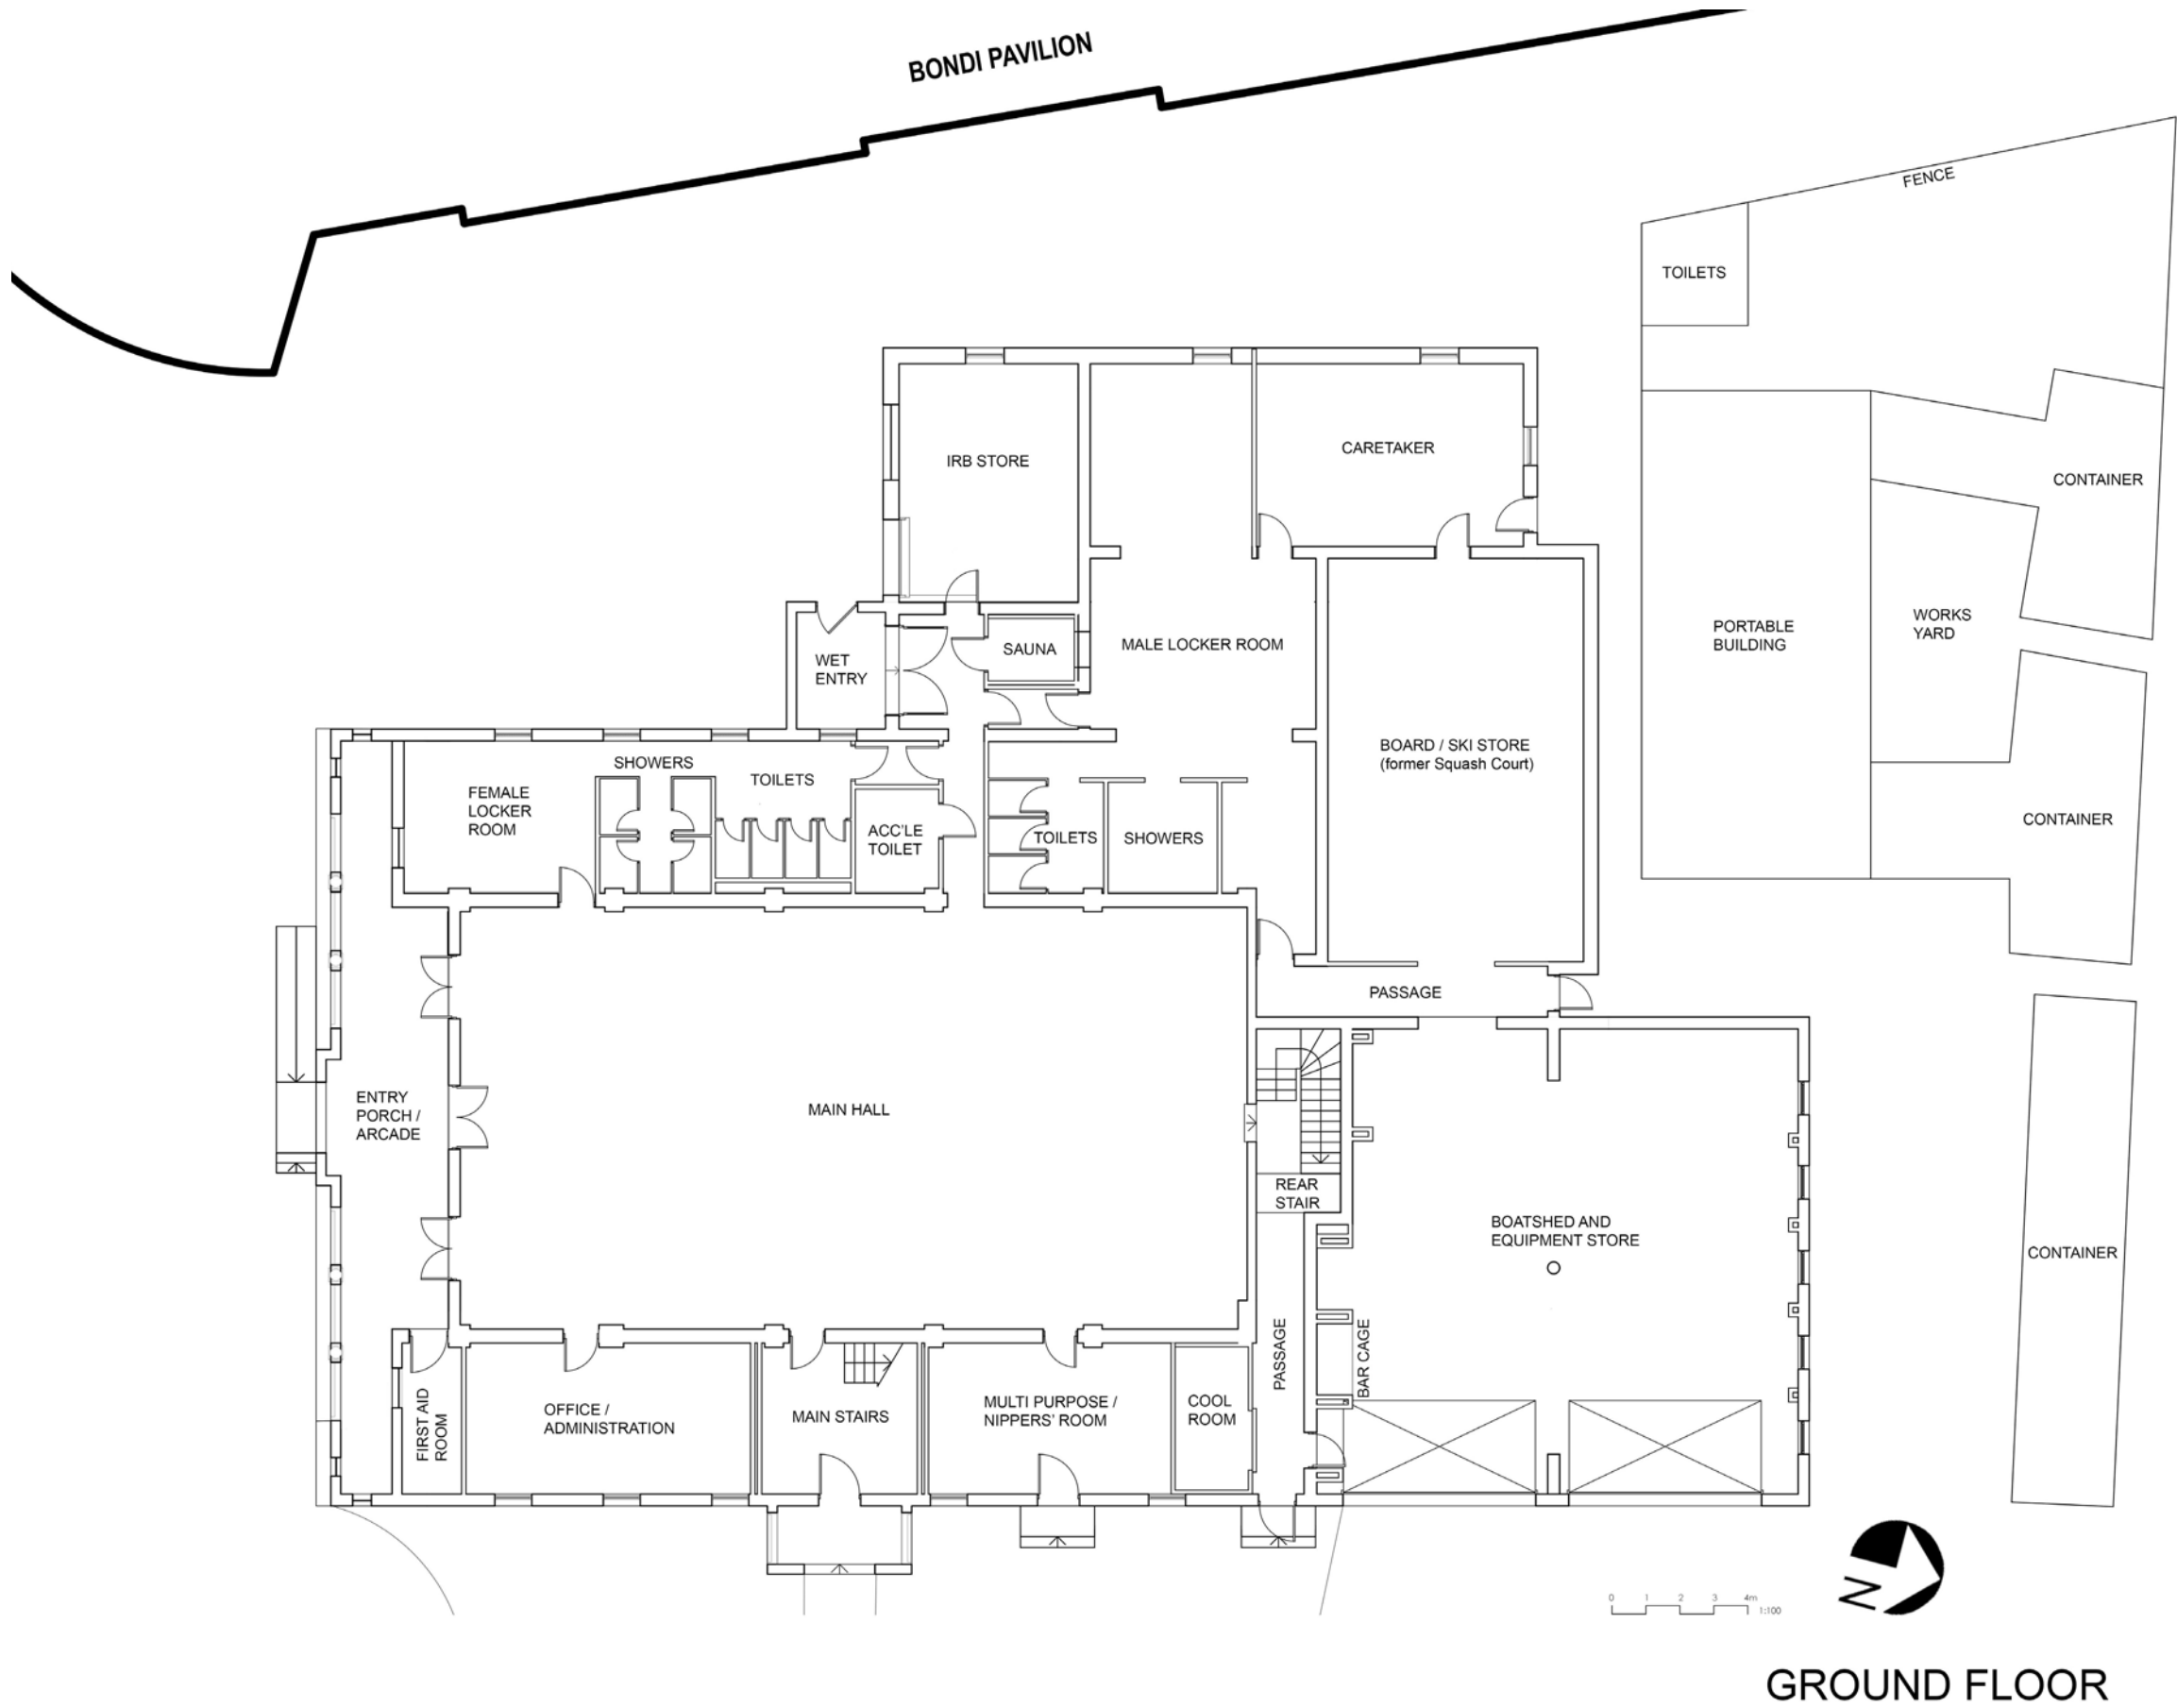 BONDI PAVILION
FENCE
TOILETS
IRB STORE
CARETAKER
CONTAINER
WORKS
YARD
PORTABLE
BUILDING
SAUNA
MALE LOCKER ROOM
WET
ENTRY
BOARD / SKI STORE
(former Squash Court)
SHOWERS
TOILETS
FEMALE
LOCKER
ROOM
ACC'LE
TOILET
TOILETS
SHOWERS
CONTAINER
PASSAGE
ENTRY
PORCH /
ARCADE
MAIN HALL
REAR
STAIR
BOATSHED AND
EQUIPMENT STORE
CONTAINER
PASSAGE
BAR CAGE
FIRST AID
ROOM
OFFICE /
ADMINISTRATION
MAIN STAIRS
MULTI PURPOSE /
NIPPERS' ROOM
COOL
ROOM
N
0 1 2 3 4m
1:100
GROUND FLOOR